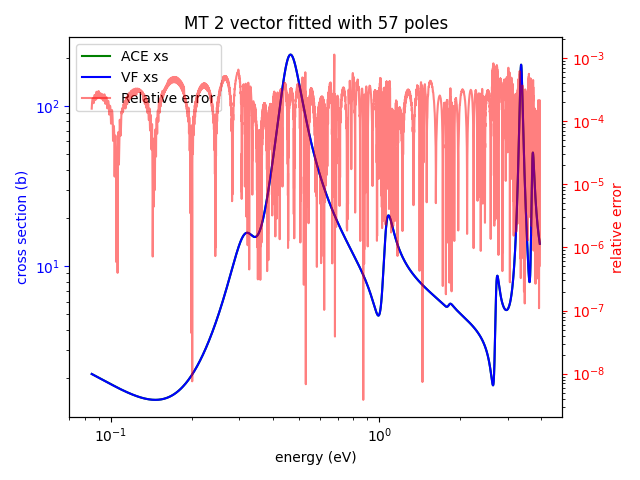 MT 2 vector fitted with 57 poles
ACE xs
VF xs
Relative error
cross section (b)
10²
10¹
10⁻³
10⁻⁴
10⁻⁵
10⁻⁶
10⁻⁷
10⁻⁸
relative error
10⁻¹
10⁰
energy (eV)